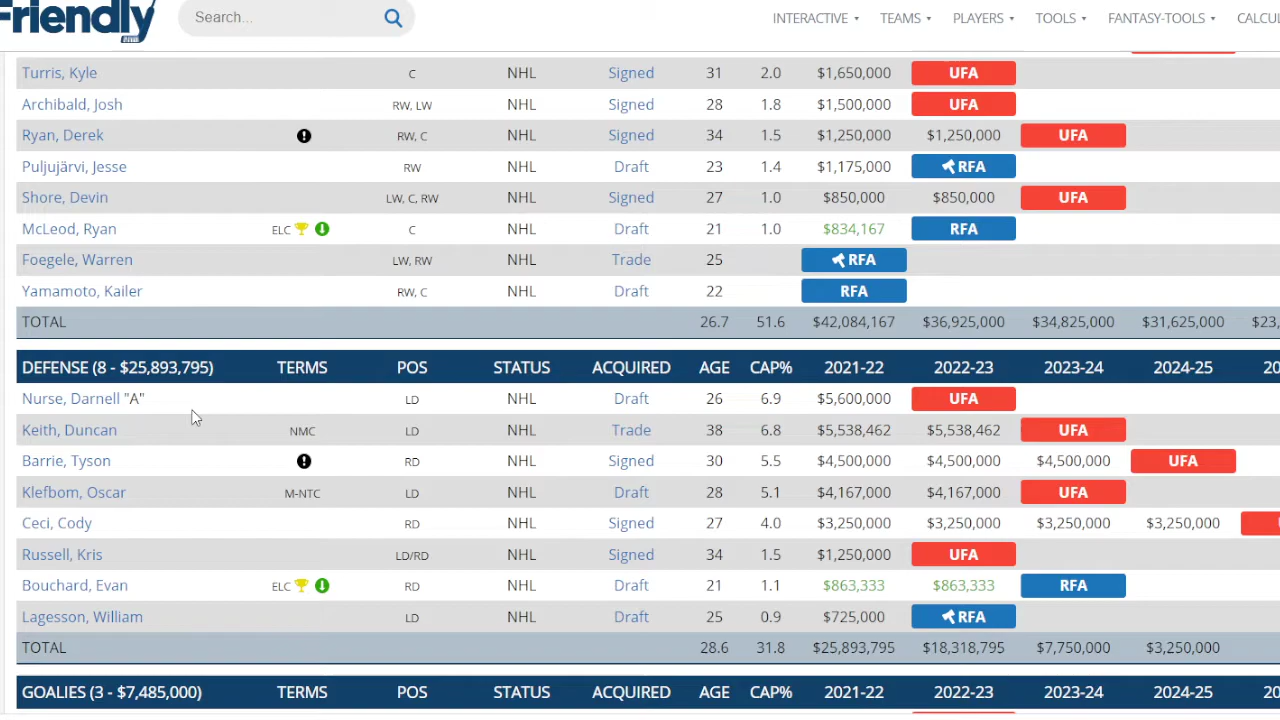 Friendly
Search...
INTERACTIVE TEAMS PLAYERS TOOLS FANTASY-TOOLS
Turris, Kyle C NHL Signed 31 2.0 $1,650,000 UFA
Archibald, Josh RW, LW NHL Signed 28 1.8 $1,500,000 UFA
Ryan, Derek RW, C NHL Signed 34 1.5 $1,250,000 $1,250,000 UFA
Puljujärvi, Jesse RW NHL Draft 23 1.4 $1,175,000 RFA
Shore, Devin LW, C, RW NHL Signed 27 1.0 $850,000 $850,000 UFA
McLeod, Ryan ELC C NHL Draft 21 1.0 $834,167 RFA
Foegele, Warren LW, RW NHL Trade 25 RFA
Yamamoto, Kailer RW, C NHL Draft 22 RFA
TOTAL 26.7 51.6 $42,084,167 $36,925,000 $34,825,000 $31,625,000 $23,
DEFENSE (8 - $25,893,795) TERMS POS STATUS ACQUIRED AGE CAP% 2021-22 2022-23 2023-24 2024-25 20
Nurse, Darnell "A" LD NHL Draft 26 6.9 $5,600,000 UFA
Keith, Duncan NMC LD NHL Trade 38 6.8 $5,538,462 $5,538,462 UFA
Barrie, Tyson RD NHL Signed 30 5.5 $4,500,000 $4,500,000 $4,500,000 UFA
Klefbom, Oscar M-NTC LD NHL Draft 28 5.1 $4,167,000 $4,167,000 UFA
Ceci, Cody RD NHL Signed 27 4.0 $3,250,000 $3,250,000 $3,250,000 $3,250,000
Russell, Kris LD/RD NHL Signed 34 1.5 $1,250,000 UFA
Bouchard, Evan ELC RD NHL Draft 21 1.1 $863,333 $863,333 RFA
Lagesson, William LD NHL Draft 25 0.9 $725,000 RFA
TOTAL 28.6 31.8 $25,893,795 $18,318,795 $7,750,000 $3,250,000
GOALIES (3 - $7,485,000) TERMS POS STATUS ACQUIRED AGE CAP% 2021-22 2022-23 2023-24 2024-25 20